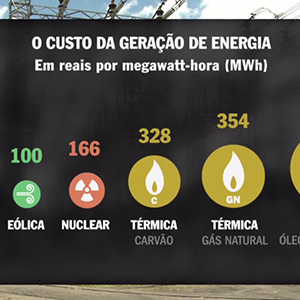 O CUSTO DA GERAÇÃO DE ENERGIA
Em reais por megawatt-hora (MWh)
100
166
328
354
C
GN
EÓLICA
NUCLEAR
TÉRMICA
CARVÃO
TÉRMICA
GÁS NATURAL
ÓLEO